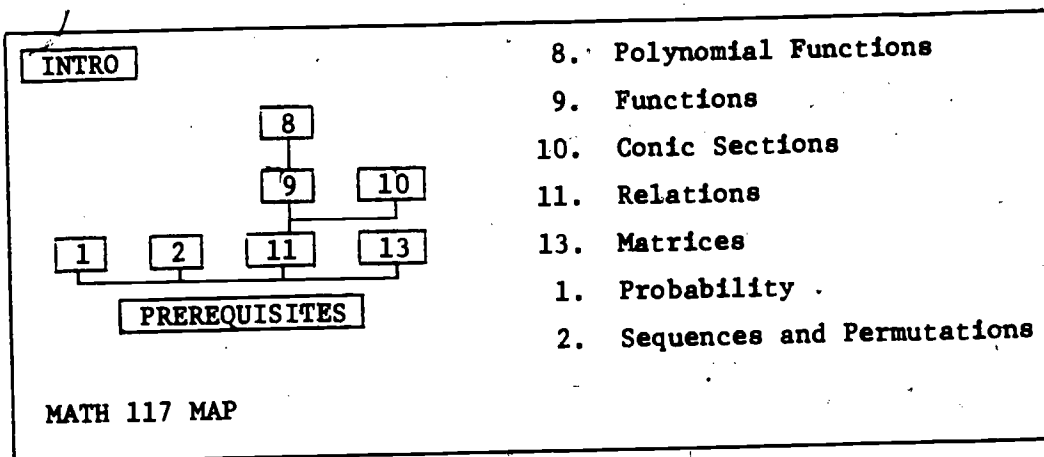 INTRO
8
9
10
1
2
11
13
PREREQUISITES
MATH 117 MAP
8. Polynomial Functions
9. Functions
10. Conic Sections
11. Relations
13. Matrices
1. Probability
2. Sequences and Permutations